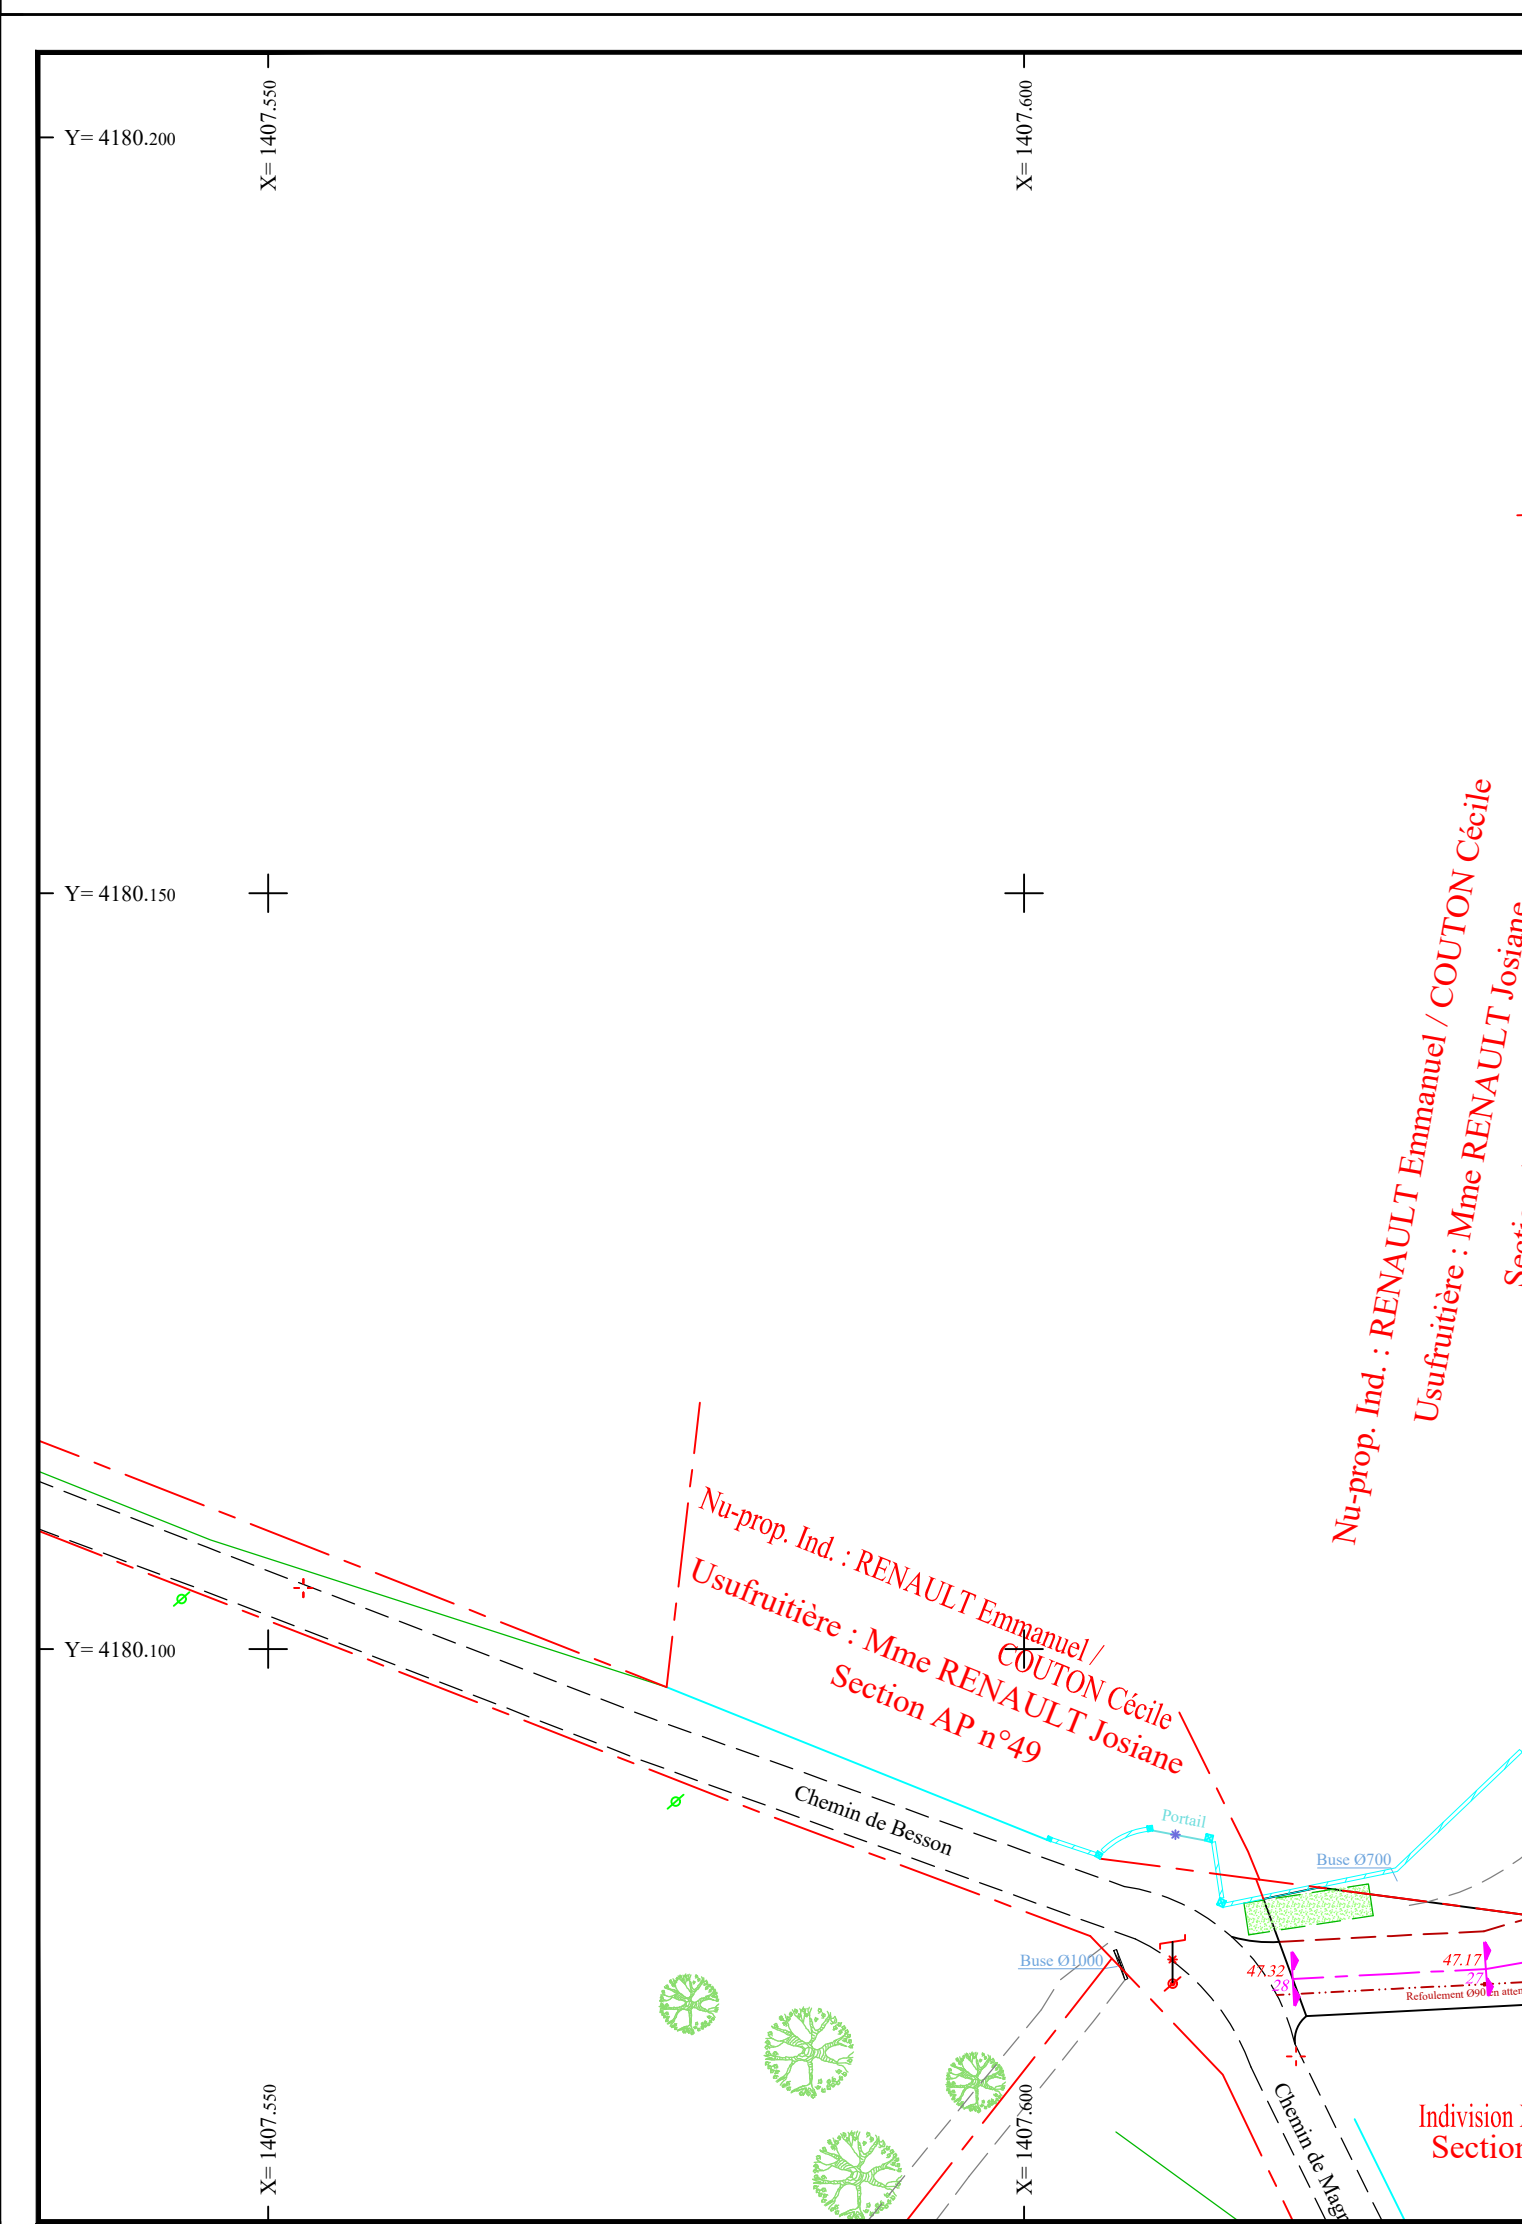 X= 1407.550
X= 1407.600
Y= 4180.200
Y= 4180.150
Nu-prop. Ind. : RENAULT Emmanuel / COUTON Cécile
Usufruitière : Mme RENAULT Josiane
Nu-prop. Ind. : RENAULT Emmanuel /
COUTON Cécile
Usufruitière : Mme RENAULT Josiane
Section AP n°49
Y= 4180.100
Chemin de Besson
Portail
Buse Ø700
Buse Ø1000
47.32
28
47.17
27
Refoulement Ø90 en
Chemin de
Indivision
Section
X= 1407.550
X= 1407.600